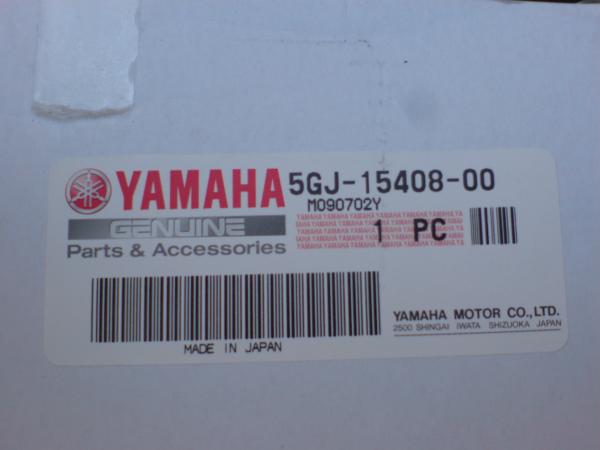 YAMAHA 5GJ-15408-00
GENUINE M090702Y
Parts & Accessories 1 PC
YAMAHA MOTOR CO.,LTD.
2500 SHINGAI IWATA SHIZUOKA JAPAN
MADE IN JAPAN